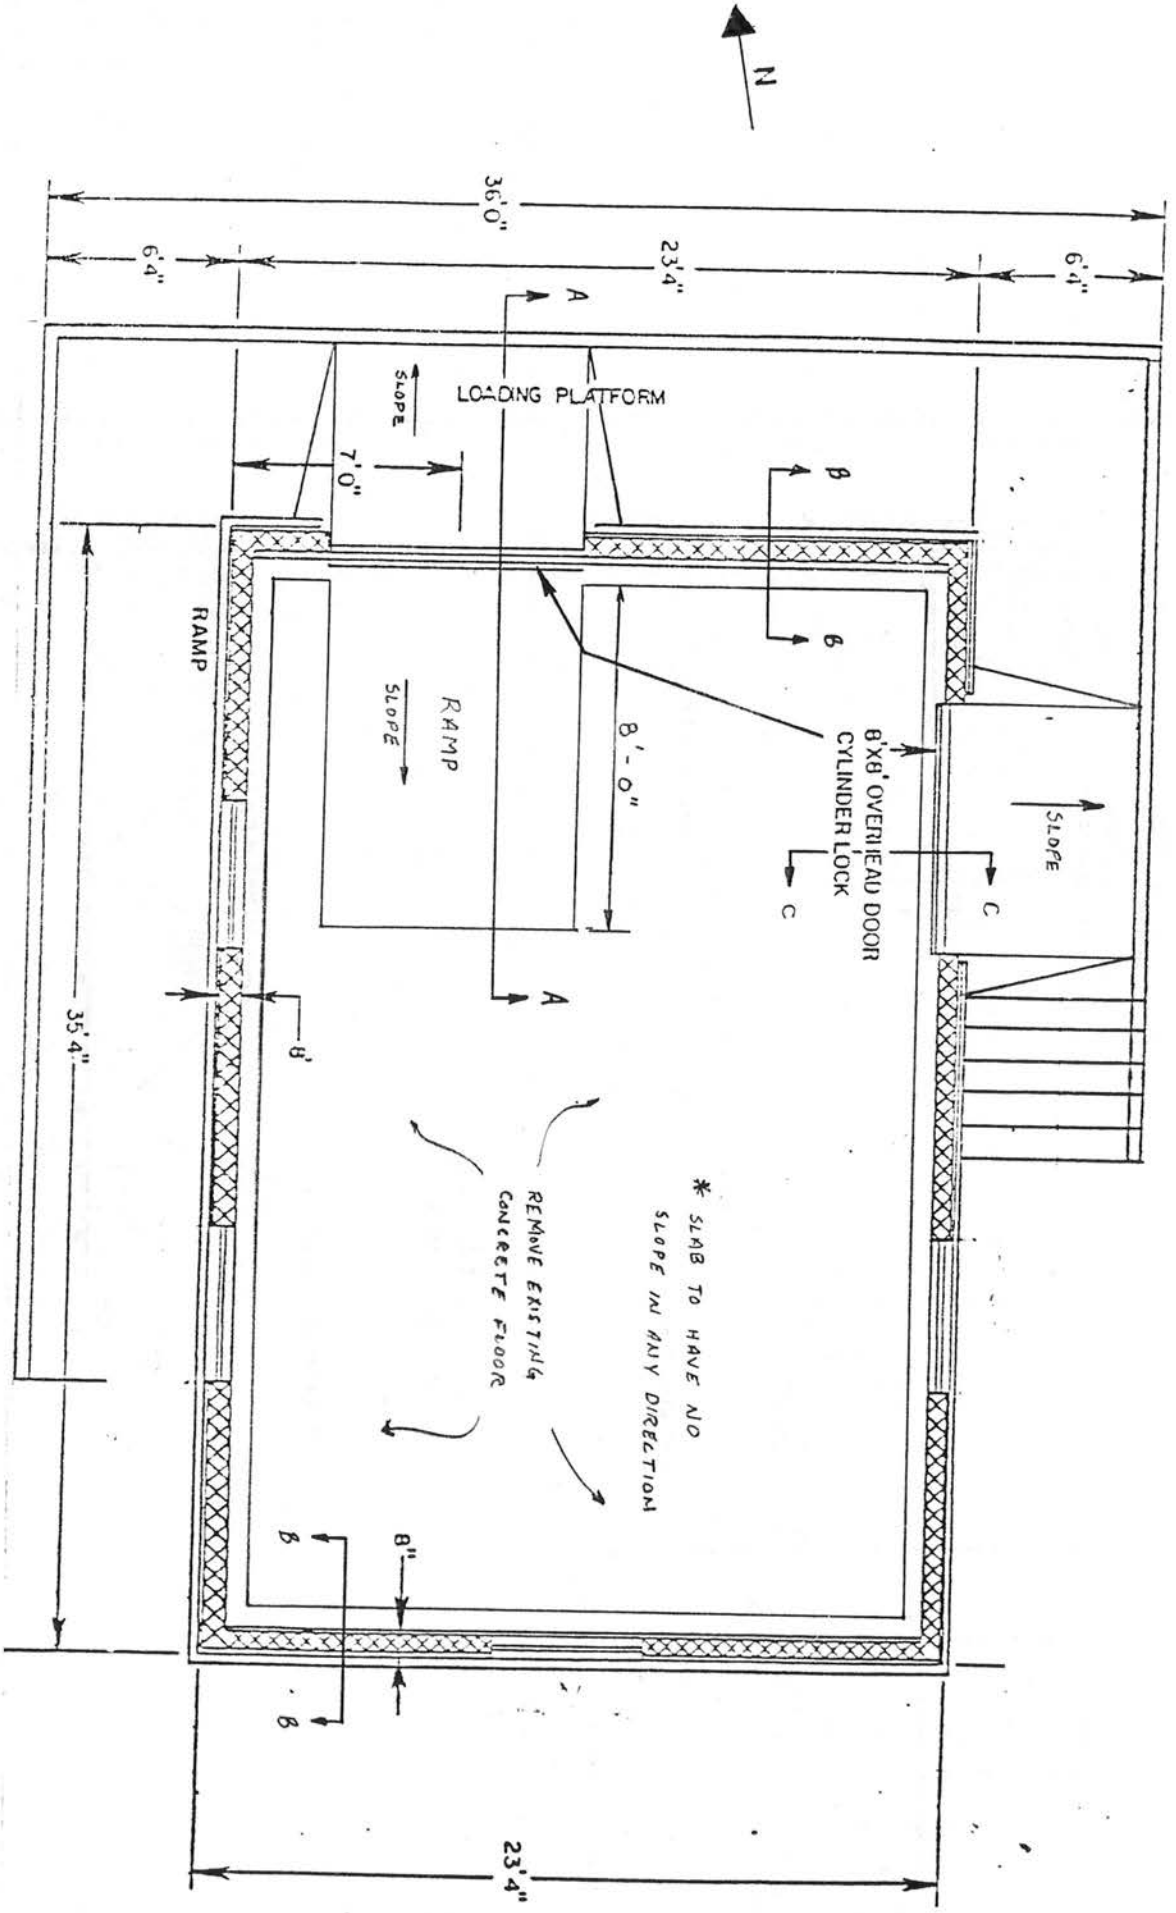 N
36'0"
6'4"
23'4"
6'4"
A
LOADING PLATFORM
SLOPE
7'0"
B
B
RAMP
RAMP
SLOPE
8'-0"
8'X8' OVERHEAD DOOR
CYLINDER LOCK
SLOPE
C
C
A
8'
35'4"
* SLAB TO HAVE NO
SLOPE IN ANY DIRECTION
REMOVE EXISTING
CONCRETE FLOOR
B
8"
B
23'4"